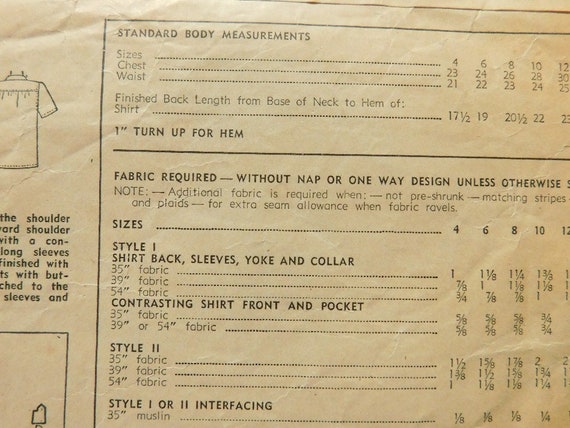 STANDARD BODY MEASUREMENTS
Sizes 4 6 8 10 12
Chest 23 24 26 28 30
Waist 21 22 23 24 25
Finished Back Length from Base of Neck to Hem of:
Shirt 17½ 19 20½ 22 23
1" TURN UP FOR HEM
FABRIC REQUIRED — WITHOUT NAP OR ONE WAY DESIGN UNLESS OTHERWISE S
NOTE: — Additional fabric is required when: — not pre-shrunk — matching stripes
and plaids — for extra seam allowance when fabric ravels.
SIZES 4 6 8 10 12
STYLE I
SHIRT BACK, SLEEVES, YOKE AND COLLAR
35" fabric 1 1⅛ 1¼ 1⅜ 1
39" fabric ⅞ 1 1⅛ 1¼ 1
54" fabric ¾ ⅞ ⅞ 1 1
CONTRASTING SHIRT FRONT AND POCKET
35" fabric ⅝ ⅝ ⅝ ¾
39" or 54" fabric ⅝ ⅝ ⅝ ¾
STYLE II
35" fabric 1½ 1⅝ 1⅞ 2 2
39" fabric 1⅜ 1½ 1⅝ 1¾ 1
54" fabric 1 1⅛ 1⅛ 1¼ 1
STYLE I OR II INTERFACING
35" muslin ⅛ ⅛ ⅛ ¼ ¼
the shoulder
ard shoulder
with a con-
long sleeves
finished with
ts with but-
ched to the
sleeves and